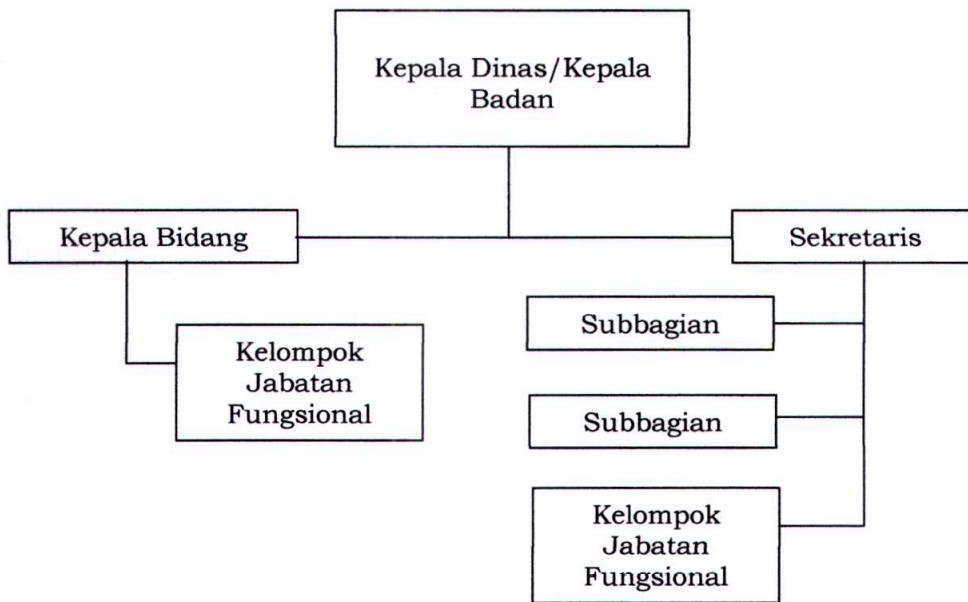 Kepala Dinas/Kepala
Badan
Kepala Bidang
Sekretaris
Subbagian
Kelompok
Jabatan
Fungsional
Subbagian
Kelompok
Jabatan
Fungsional